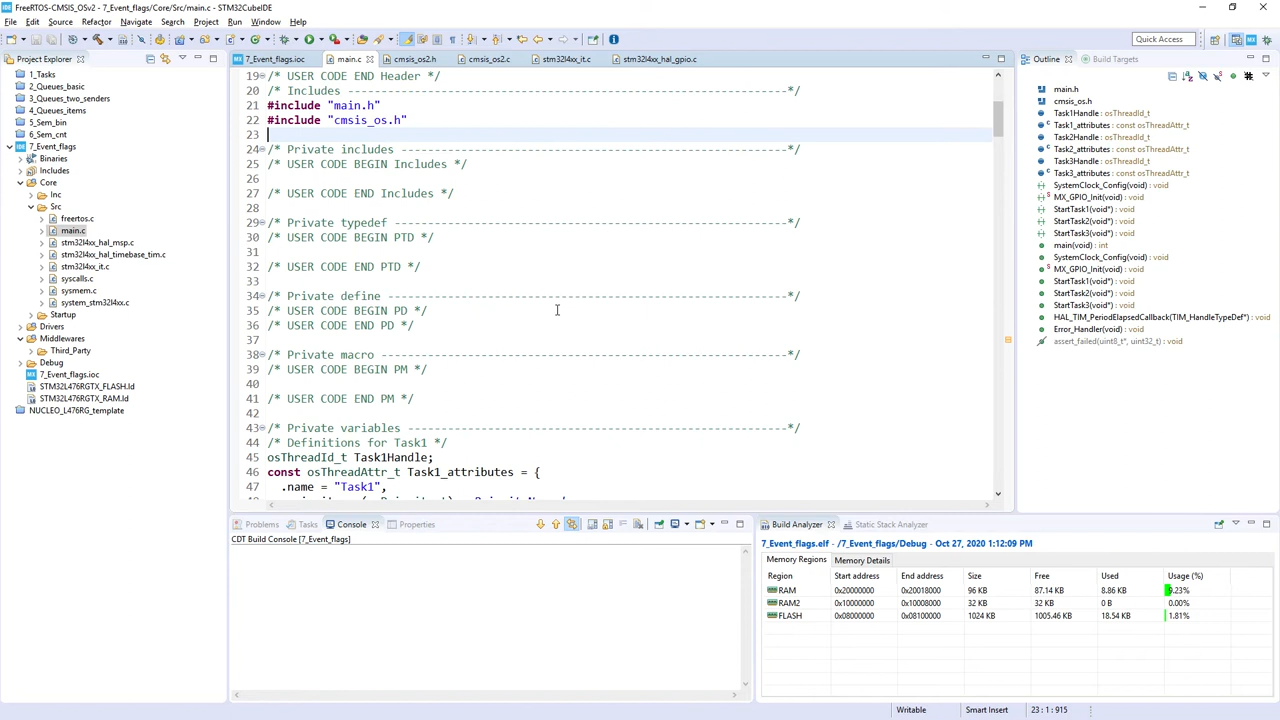 FreeRTOS-CMSIS_OSv2 - 7_Event_flags/Core/Src/main.c - STM32CubeIDE
File Edit Source Refactor Navigate Search Project Run Window Help
Quick Access
Project Explorer
1_Tasks
2_Queues_basic
3_Queues_two_senders
4_Queues_items
5_Sem_bin
6_Sem_cnt
7_Event_flags
Binaries
Includes
Core
Inc
Src
freertos.c
main.c
stm32l4xx_hal_msp.c
stm32l4xx_hal_timebase_tim.c
stm32l4xx_it.c
syscalls.c
sysmem.c
system_stm32l4xx.c
Startup
Drivers
Middlewares
Third_Party
Debug
7_Event_flags.ioc
STM32L476RGTX_FLASH.ld
STM32L476RGTX_RAM.ld
NUCLEO_L476RG_template
7_Event_flags.ioc main.c cmsis_os2.h cmsis_os2.c stm32l4xx_it.c stm32l4xx_hal_gpio.c
19 /* USER CODE END Header */
20 /* Includes ------------------------------------------------------------------*/
21 #include "main.h"
22 #include "cmsis_os.h"
23
24 /* Private includes ----------------------------------------------------------*/
25 /* USER CODE BEGIN Includes */
26
27 /* USER CODE END Includes */
28
29 /* Private typedef -----------------------------------------------------------*/
30 /* USER CODE BEGIN PTD */
31
32 /* USER CODE END PTD */
33
34 /* Private define ------------------------------------------------------------*/
35 /* USER CODE BEGIN PD */
36 /* USER CODE END PD */
37
38 /* Private macro -------------------------------------------------------------*/
39 /* USER CODE BEGIN PM */
40
41 /* USER CODE END PM */
42
43 /* Private variables ---------------------------------------------------------*/
44 /* Definitions for Task1 */
45 osThreadId_t Task1Handle;
46 const osThreadAttr_t Task1_attributes = {
47 .name = "Task1",
Outline Build Targets
main.h
cmsis_os.h
Task1Handle : osThreadId_t
Task1_attributes : const osThreadAttr_t
Task2Handle : osThreadId_t
Task2_attributes : const osThreadAttr_t
Task3Handle : osThreadId_t
Task3_attributes : const osThreadAttr_t
SystemClock_Config(void) : void
MX_GPIO_Init(void) : void
StartTask1(void*) : void
StartTask2(void*) : void
StartTask3(void*) : void
main(void) : int
SystemClock_Config(void) : void
MX_GPIO_Init(void) : void
StartTask1(void*) : void
StartTask2(void*) : void
StartTask3(void*) : void
HAL_TIM_PeriodElapsedCallback(TIM_HandleTypeDef*) : void
Error_Handler(void) : void
assert_failed(uint8_t*, uint32_t) : void
Problems Tasks Console Properties
CDT Build Console [7_Event_flags]
Build Analyzer Static Stack Analyzer
7_Event_flags.elf - /7_Event_flags/Debug - Oct 27, 2020 1:12:09 PM
Memory Regions Memory Details
Region Start address End address Size Free Used Usage (%)
RAM 0x20000000 0x20018000 96 KB 87.14 KB 8.86 KB 9.23%
RAM2 0x10000000 0x10008000 32 KB 32 KB 0 B 0.00%
FLASH 0x08000000 0x08100000 1024 KB 1005.46 KB 18.54 KB 1.81%
Writable Smart Insert 23 : 1 : 915